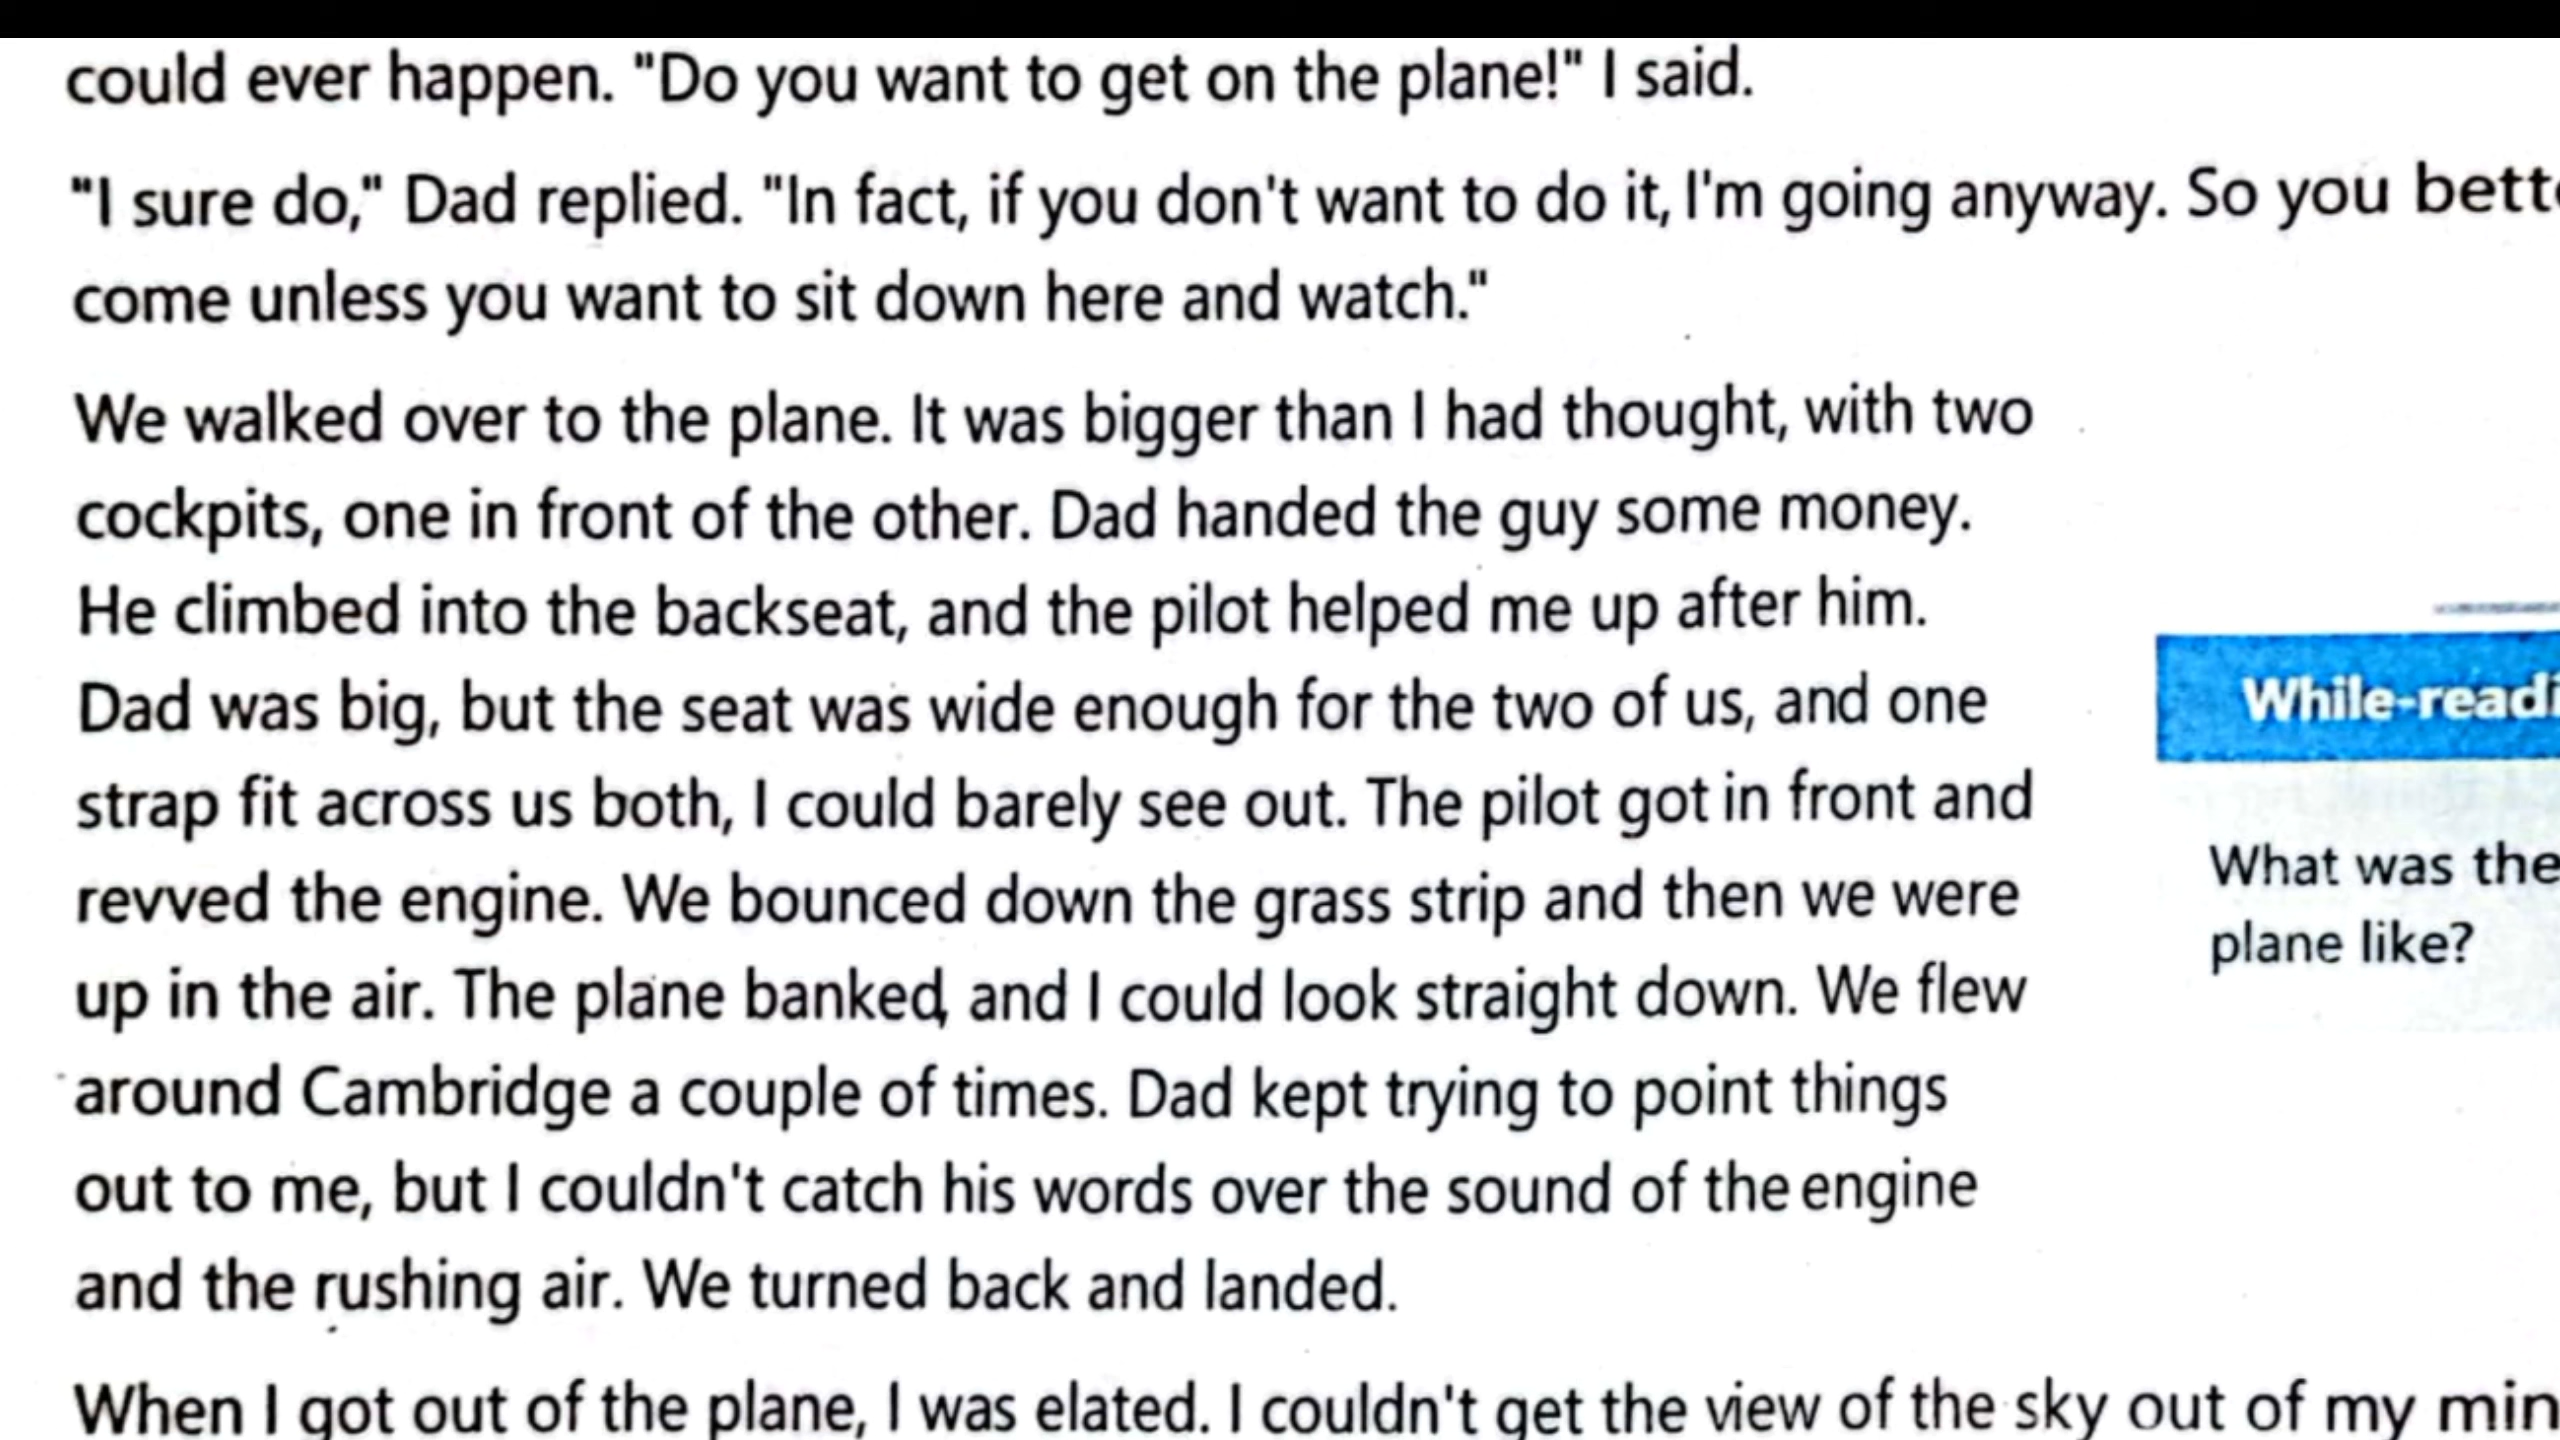 could ever happen. "Do you want to get on the plane!" I said.
"I sure do," Dad replied. "In fact, if you don't want to do it, I'm going anyway. So you
come unless you want to sit down here and watch."
We walked over to the plane. It was bigger than I had thought, with two
cockpits, one in front of the other. Dad handed the guy some money.
He climbed into the backseat, and the pilot helped me up after him.
Dad was big, but the seat was wide enough for the two of us, and one
strap fit across us both, I could barely see out. The pilot got in front and
revved the engine. We bounced down the grass strip and then we were
up in the air. The plane banked, and I could look straight down. We flew
around Cambridge a couple of times. Dad kept trying to point things
out to me, but I couldn't catch his words over the sound of the engine
and the rushing air. We turned back and landed.
When I got out of the plane, I was elated. I couldn't get the view of the sky out of my
While-readi
What was the
plane like?